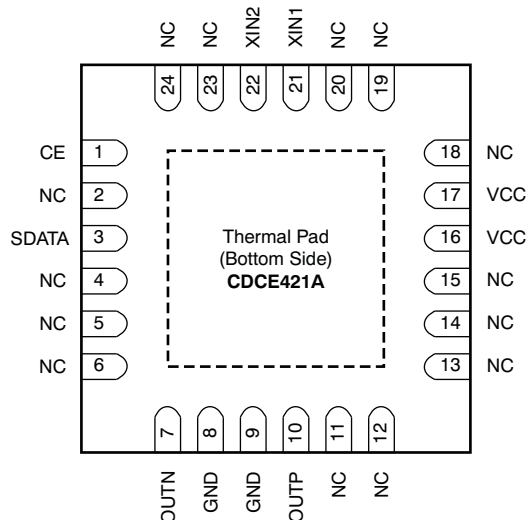 NC NC XIN2 XIN1 NC NC
24 23 22 21 20 19
CE 1
NC 2
SDATA 3
NC 4
NC 5
NC 6
Thermal Pad
(Bottom Side)
CDCE421A
18 NC
17 VCC
16 VCC
15 NC
14 NC
13 NC
7 8 9 10 11 12
OUTN GND GND OUTP NC NC